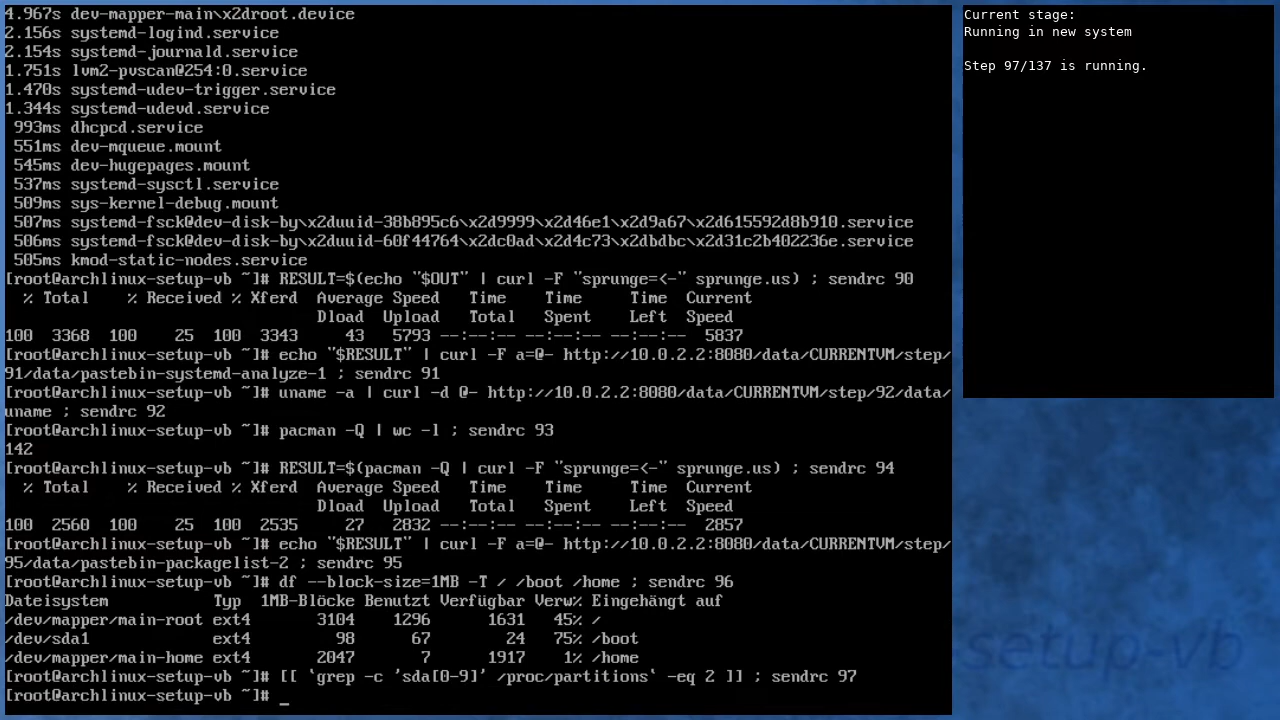 4.967s dev-mapper-main\x2droot.device
2.156s systemd-logind.service
2.154s systemd-journald.service
1.751s lvm2-pvscan@254:0.service
1.470s systemd-udev-trigger.service
1.344s systemd-udevd.service
 993ms dhcpcd.service
 551ms dev-mqueue.mount
 545ms dev-hugepages.mount
 537ms systemd-sysctl.service
 509ms sys-kernel-debug.mount
 507ms systemd-fsck@dev-disk-by\x2duuid-38b895c6\x2d9999\x2d46e1\x2d9a67\x2d615592d8b910.service
 506ms systemd-fsck@dev-disk-by\x2duuid-60f44764\x2dc0ad\x2d4c73\x2dbdbc\x2d31c2b402236e.service
 505ms kmod-static-nodes.service
[root@archlinux-setup-vb ~]# RESULT=$(echo "$OUT" | curl -F "sprunge=<-" sprunge.us) ; sendrc 90
  % Total    % Received % Xferd  Average Speed   Time    Time     Time  Current
                                 Dload  Upload   Total   Spent    Left  Speed
100  3368  100    25  100  3343     43   5793 --:--:-- --:--:-- --:--:--  5837
[root@archlinux-setup-vb ~]# echo "$RESULT" | curl -F a=@- http://10.0.2.2:8080/data/CURRENTVM/step/
91/data/pastebin-systemd-analyze-1 ; sendrc 91
[root@archlinux-setup-vb ~]# uname -a | curl -d @- http://10.0.2.2:8080/data/CURRENTVM/step/92/data/
uname ; sendrc 92
[root@archlinux-setup-vb ~]# pacman -Q | wc -l ; sendrc 93
142
[root@archlinux-setup-vb ~]# RESULT=$(pacman -Q | curl -F "sprunge=<-" sprunge.us) ; sendrc 94
  % Total    % Received % Xferd  Average Speed   Time    Time     Time  Current
                                 Dload  Upload   Total   Spent    Left  Speed
100  2560  100    25  100  2535     27   2832 --:--:-- --:--:-- --:--:--  2857
[root@archlinux-setup-vb ~]# echo "$RESULT" | curl -F a=@- http://10.0.2.2:8080/data/CURRENTVM/step/
95/data/pastebin-packagelist-2 ; sendrc 95
[root@archlinux-setup-vb ~]# df --block-size=1MB -T / /boot /home ; sendrc 96
Dateisystem           Typ  1MB-Blöcke Benutzt Verfügbar Verw% Eingehängt auf
/dev/mapper/main-root ext4       3104    1296      1631   45% /
/dev/sda1             ext4         98      67        24   75% /boot
/dev/mapper/main-home ext4       2047       7      1917    1% /home
[root@archlinux-setup-vb ~]# [[ `grep -c 'sda[0-9]' /proc/partitions` -eq 2 ]] ; sendrc 97
[root@archlinux-setup-vb ~]# _
Current stage:
Running in new system
Step 97/137 is running.
setup-vb